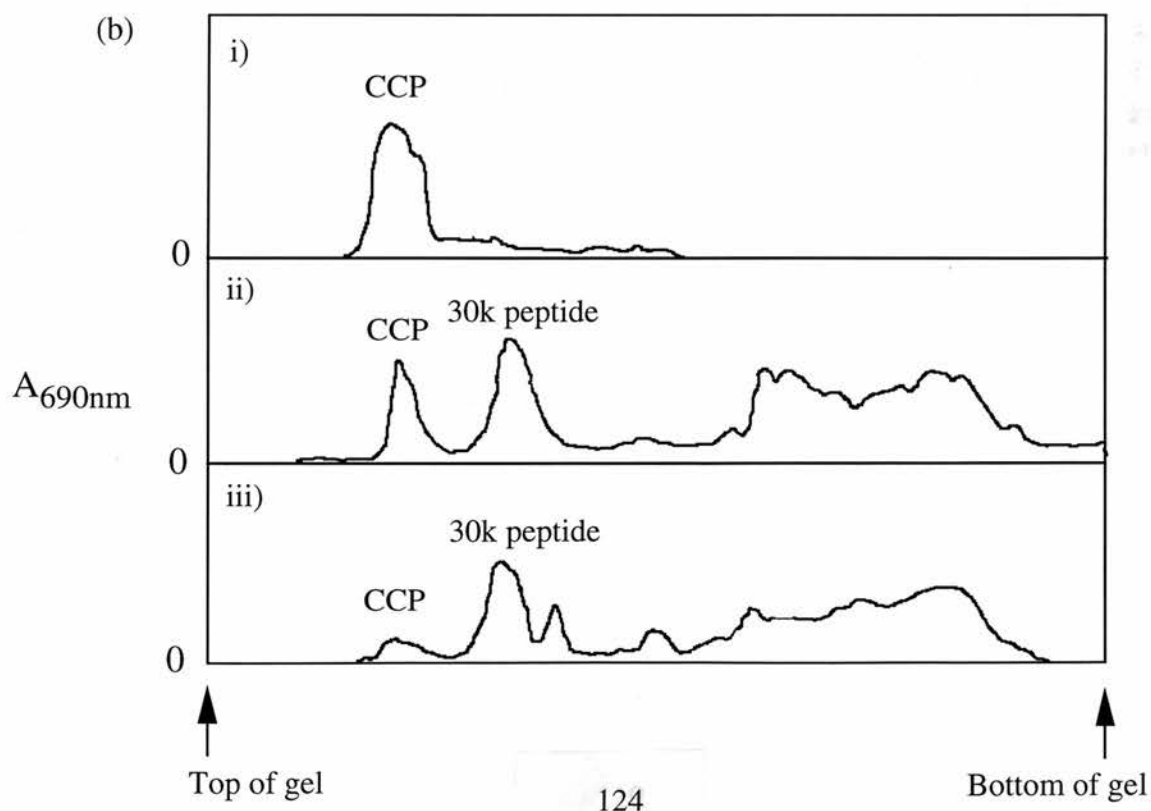 (b)
i)
CCP
0
ii)
CCP
30k peptide
A690nm
0
iii)
30k peptide
CCP
0
Top of gel
124
Bottom of gel